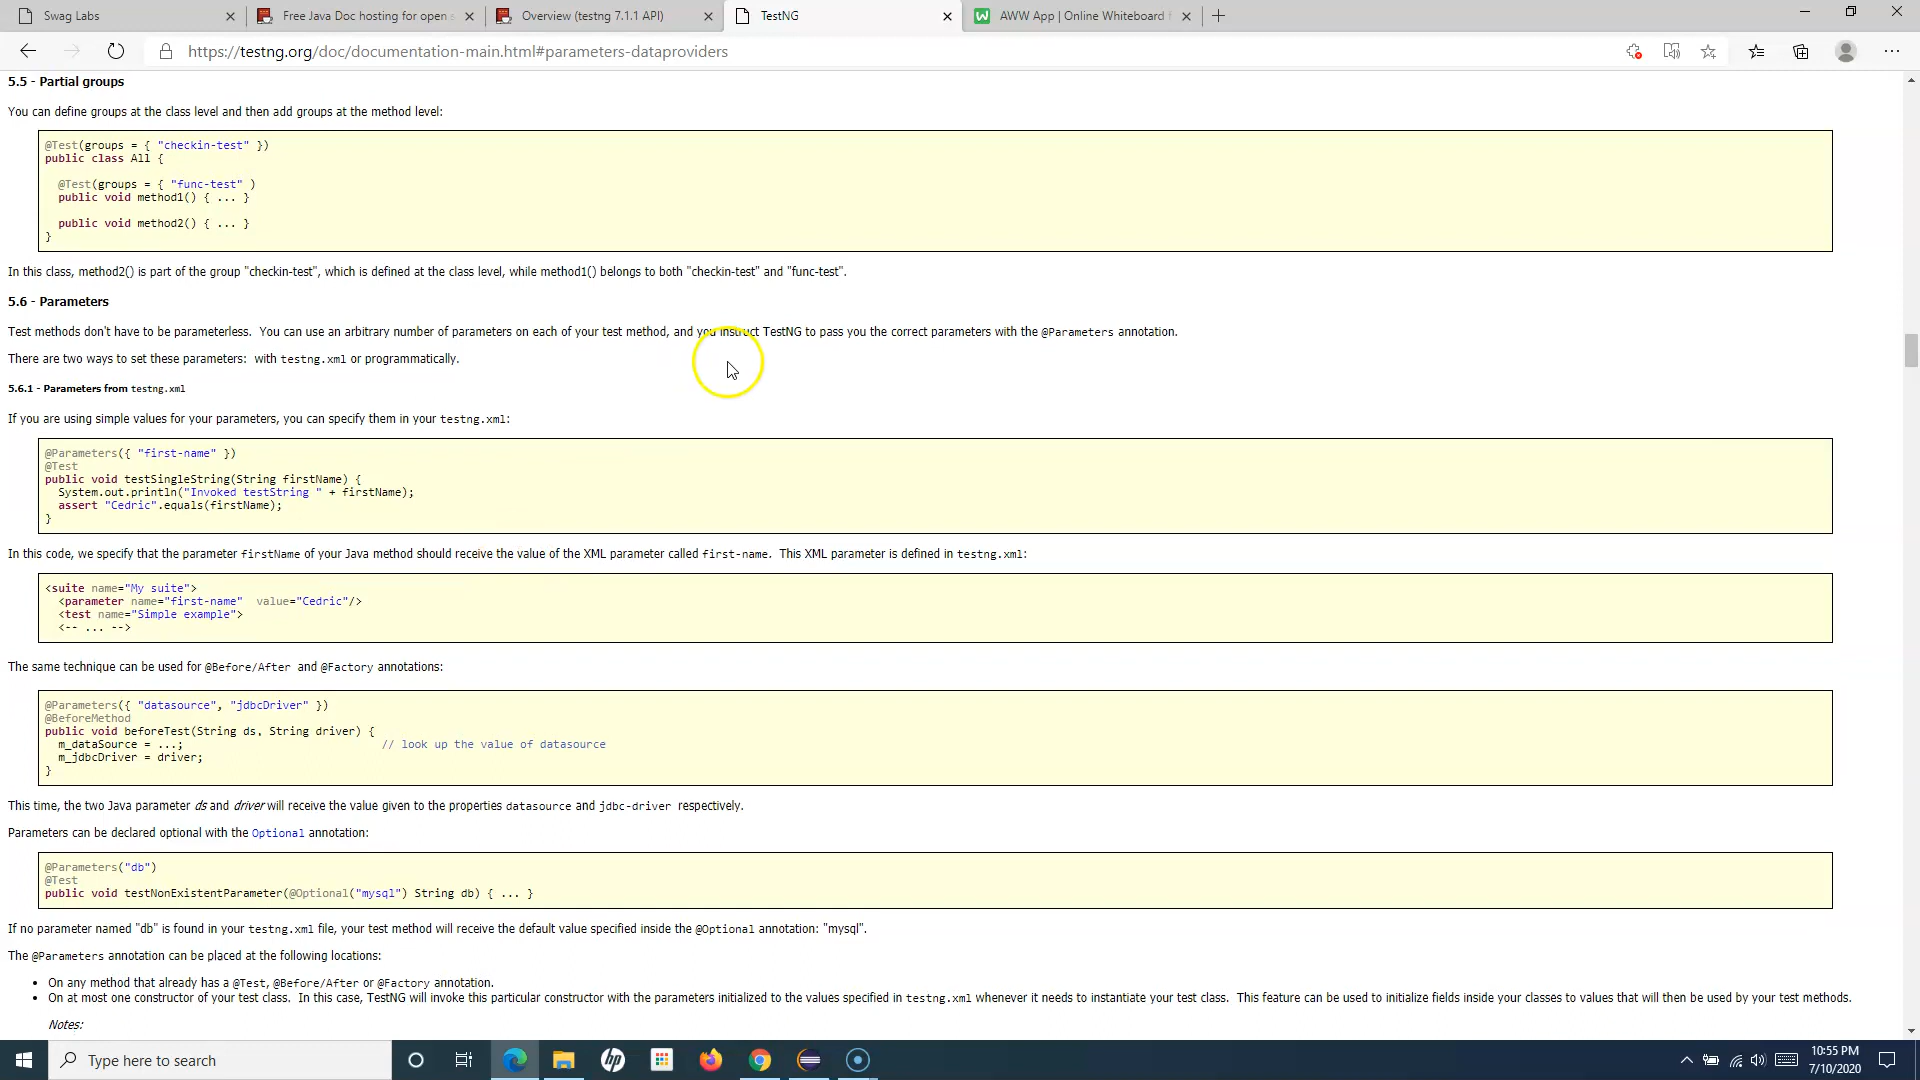 Swag Labs
Free Java Doc hosting for open s
Overview (testng 7.1.1 API)
TestNG
AWW App | Online Whiteboard f
https://testng.org/doc/documentation-main.html#parameters-dataproviders
5.5 - Partial groups
You can define groups at the class level and then add groups at the method level:
@Test(groups = { "checkin-test" })
public class All {
@Test(groups = { "func-test" )
public void method1() { ... }
public void method2() { ... }
}
In this class, method2() is part of the group "checkin-test", which is defined at the class level, while method1() belongs to both "checkin-test" and "func-test".
5.6 - Parameters
Test methods don't have to be parameterless.  You can use an arbitrary number of parameters on each of your test method, and you instruct TestNG to pass you the correct parameters with the @Parameters annotation.
There are two ways to set these parameters:  with testng.xml or programmatically.
5.6.1 - Parameters from testng.xml
If you are using simple values for your parameters, you can specify them in your testng.xml:
@Parameters({ "first-name" })
@Test
public void testSingleString(String firstName) {
System.out.println("Invoked testString " + firstName);
assert "Cedric".equals(firstName);
}
In this code, we specify that the parameter firstName of your Java method should receive the value of the XML parameter called first-name.  This XML parameter is defined in testng.xml:
<suite name="My suite">
<parameter name="first-name"  value="Cedric"/>
<test name="Simple example">
<-- ... -->
The same technique can be used for @Before/After and @Factory annotations:
@Parameters({ "datasource", "jdbcDriver" })
@BeforeMethod
public void beforeTest(String ds, String driver) {
m_dataSource = ...;                              // look up the value of datasource
m_jdbcDriver = driver;
}
This time, the two Java parameter ds and driver will receive the value given to the properties datasource and jdbc-driver respectively.
Parameters can be declared optional with the Optional annotation:
@Parameters("db")
@Test
public void testNonExistentParameter(@Optional("mysql") String db) { ... }
If no parameter named "db" is found in your testng.xml file, your test method will receive the default value specified inside the @Optional annotation: "mysql".
The @Parameters annotation can be placed at the following locations:
• On any method that already has a @Test, @Before/After or @Factory annotation.
• On at most one constructor of your test class.  In this case, TestNG will invoke this particular constructor with the parameters initialized to the values specified in testng.xml whenever it needs to instantiate your test class.  This feature can be used to initialize fields inside your classes to values that will then be used by your test methods.
Notes:
Type here to search
hp
10:55 PM
7/10/2020